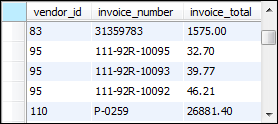 vendor_id invoice_number invoice_total
83 31359783 1575.00
95 111-92R-10095 32.70
95 111-92R-10093 39.77
95 111-92R-10092 46.21
110 P-0259 26881.40